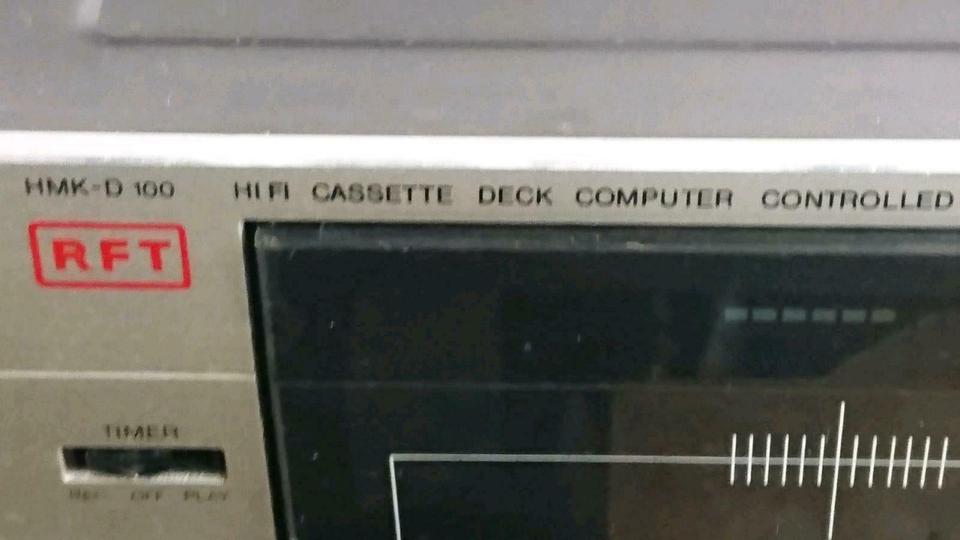 HMK-D 100 HI FI CASSETTE DECK COMPUTER CONTROLLED
RFT
TIMER
REC OFF PLAY